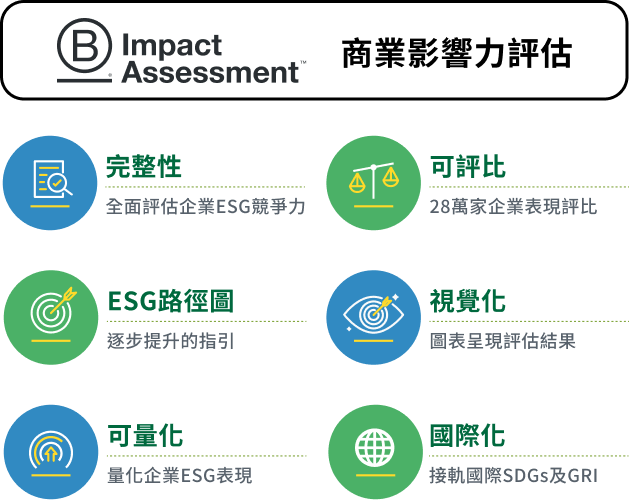 B Impact
Assessment™ 商業影響力評估
完整性
全面評估企業ESG競爭力
可評比
28萬家企業表現評比
ESG路徑圖
逐步提升的指引
視覺化
圖表呈現評估結果
可量化
量化企業ESG表現
國際化
接軌國際SDGs及GRI